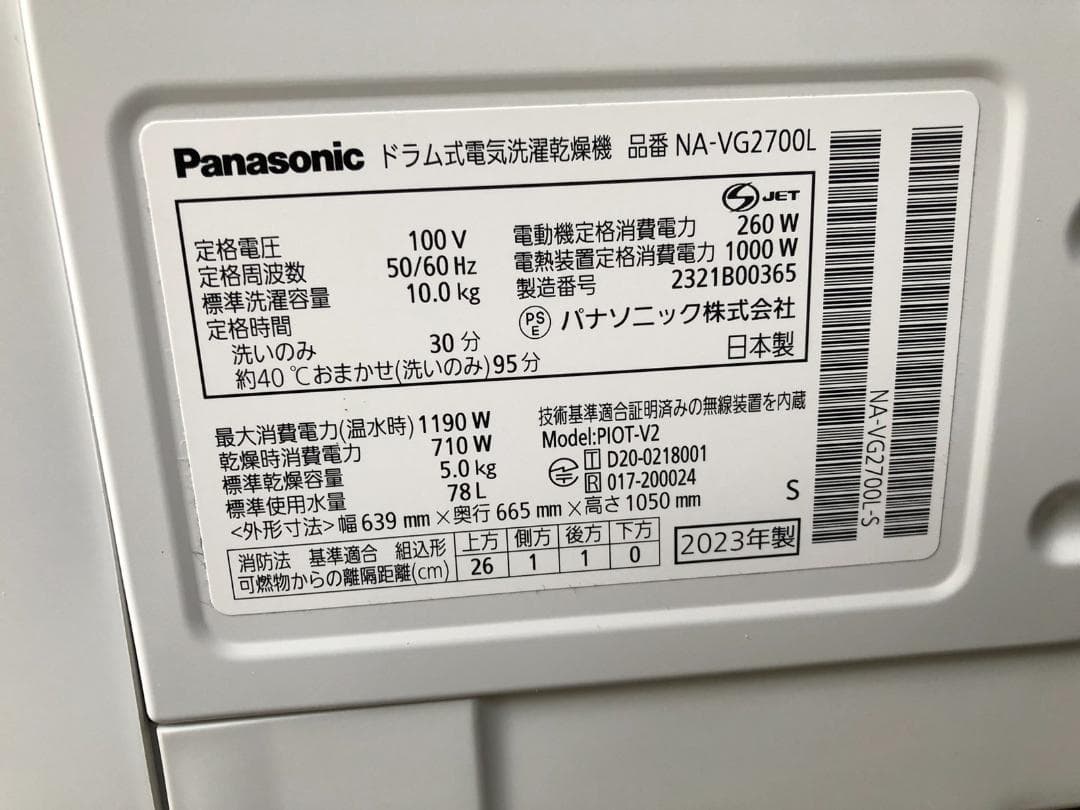 Panasonic ドラム式電気洗濯乾燥機 品番 NA-VG2700L
S JET
定格電圧 100 V
定格周波数 50/60 Hz
標準洗濯容量 10.0 kg
定格時間
洗いのみ 30 分
約40 ℃おまかせ(洗いのみ) 95 分
電動機定格消費電力 260 W
電熱装置定格消費電力 1000 W
製造番号 2321B00365
PSE パナソニック株式会社
日本製
最大消費電力(温水時) 1190 W
乾燥時消費電力 710 W
標準乾燥容量 5.0 kg
標準使用水量 78 L
<外形寸法> 幅 639 mm × 奥行 665 mm × 高さ 1050 mm
技術基準適合証明済みの無線装置を内蔵
Model:PIOT-V2
T D20-0218001
R 017-200024
S
消防法 基準適合 組込形 上方 側方 後方 下方
可燃物からの離隔距離(cm) 26 1 1 0
2023年製
NA-VG2700L-S